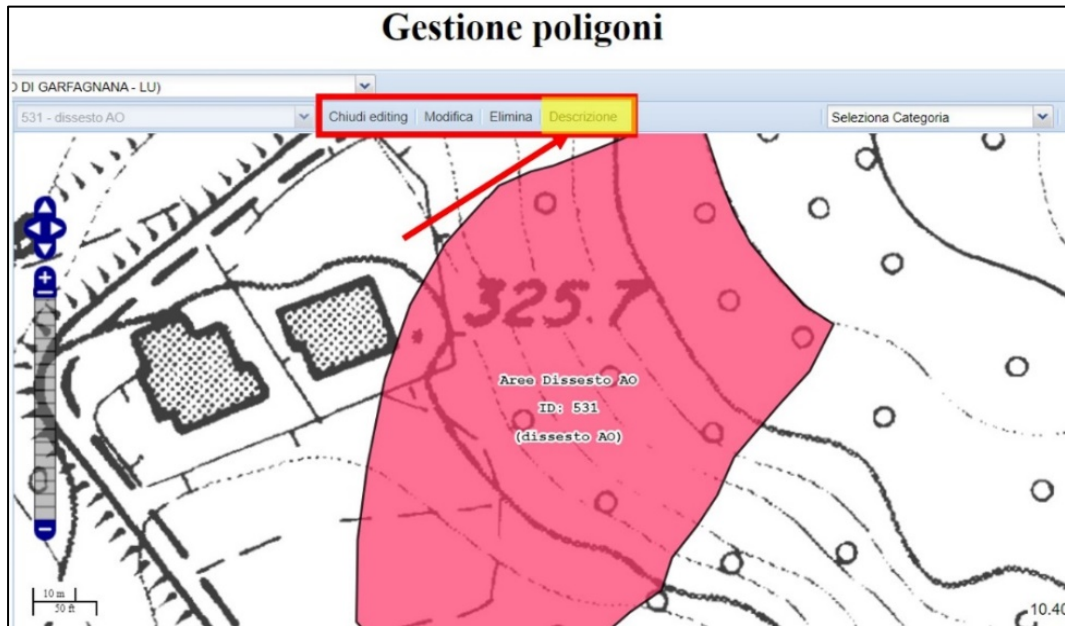 Gestione poligoni
O DI GARFAGNANA - LU)
531 - dissesto AO
Chiudi editing Modifica Elimina Descrizione
Seleziona Categoria
325.7
Aree Dissesto AO
ID: 531
(dissesto AO)
10 m
50 ft
10.40